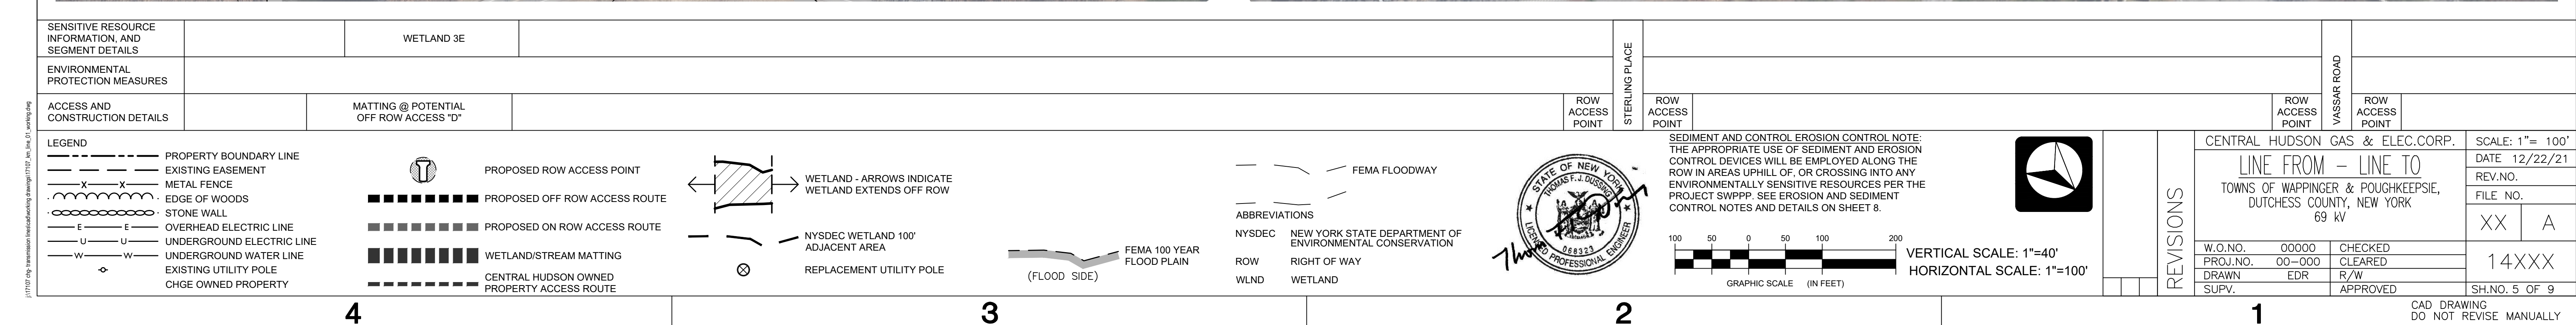 SENSITIVE RESOURCE
INFORMATION, AND
SEGMENT DETAILS
WETLAND 3E
ENVIRONMENTAL
PROTECTION MEASURES
ACCESS AND
CONSTRUCTION DETAILS
MATTING @ POTENTIAL
OFF ROW ACCESS "D"
ROW
ACCESS
POINT
STERLING PLACE
ROW
ACCESS
POINT
ROW
ACCESS
POINT
VASSAR ROAD
ROW
ACCESS
POINT
LEGEND
PROPERTY BOUNDARY LINE
EXISTING EASEMENT
X X METAL FENCE
EDGE OF WOODS
STONE WALL
E E OVERHEAD ELECTRIC LINE
U U UNDERGROUND ELECTRIC LINE
W W UNDERGROUND WATER LINE
EXISTING UTILITY POLE
CHGE OWNED PROPERTY
PROPOSED ROW ACCESS POINT
PROPOSED OFF ROW ACCESS ROUTE
PROPOSED ON ROW ACCESS ROUTE
WETLAND/STREAM MATTING
CENTRAL HUDSON OWNED
PROPERTY ACCESS ROUTE
WETLAND - ARROWS INDICATE
WETLAND EXTENDS OFF ROW
NYSDEC WETLAND 100'
ADJACENT AREA
REPLACEMENT UTILITY POLE
FEMA 100 YEAR
FLOOD PLAIN
(FLOOD SIDE)
FEMA FLOODWAY
ABBREVIATIONS
NYSDEC NEW YORK STATE DEPARTMENT OF
ENVIRONMENTAL CONSERVATION
ROW RIGHT OF WAY
WLND WETLAND
STATE OF NEW YORK
THOMAS F.J. DUSSING
068323
LICENSED PROFESSIONAL ENGINEER
SEDIMENT AND CONTROL EROSION CONTROL NOTE:
THE APPROPRIATE USE OF SEDIMENT AND EROSION
CONTROL DEVICES WILL BE EMPLOYED ALONG THE
ROW IN AREAS UPHILL OF, OR CROSSING INTO ANY
ENVIRONMENTALLY SENSITIVE RESOURCES PER THE
PROJECT SWPPP. SEE EROSION AND SEDIMENT
CONTROL NOTES AND DETAILS ON SHEET 8.
100 50 0 50 100 200
GRAPHIC SCALE (IN FEET)
VERTICAL SCALE: 1"=40'
HORIZONTAL SCALE: 1"=100'
REVISIONS
CENTRAL HUDSON GAS & ELEC.CORP.
LINE FROM - LINE TO
TOWNS OF WAPPINGER & POUGHKEEPSIE,
DUTCHESS COUNTY, NEW YORK
69 kV
W.O.NO. 00000 CHECKED
PROJ.NO. 00-000 CLEARED
DRAWN EDR R/W
SUPV. APPROVED
SCALE: 1"= 100'
DATE 12/22/21
REV.NO.
FILE NO.
XX A
14XXX
SH.NO. 5 OF 9
4 3 2 1
CAD DRAWING
DO NOT REVISE MANUALLY